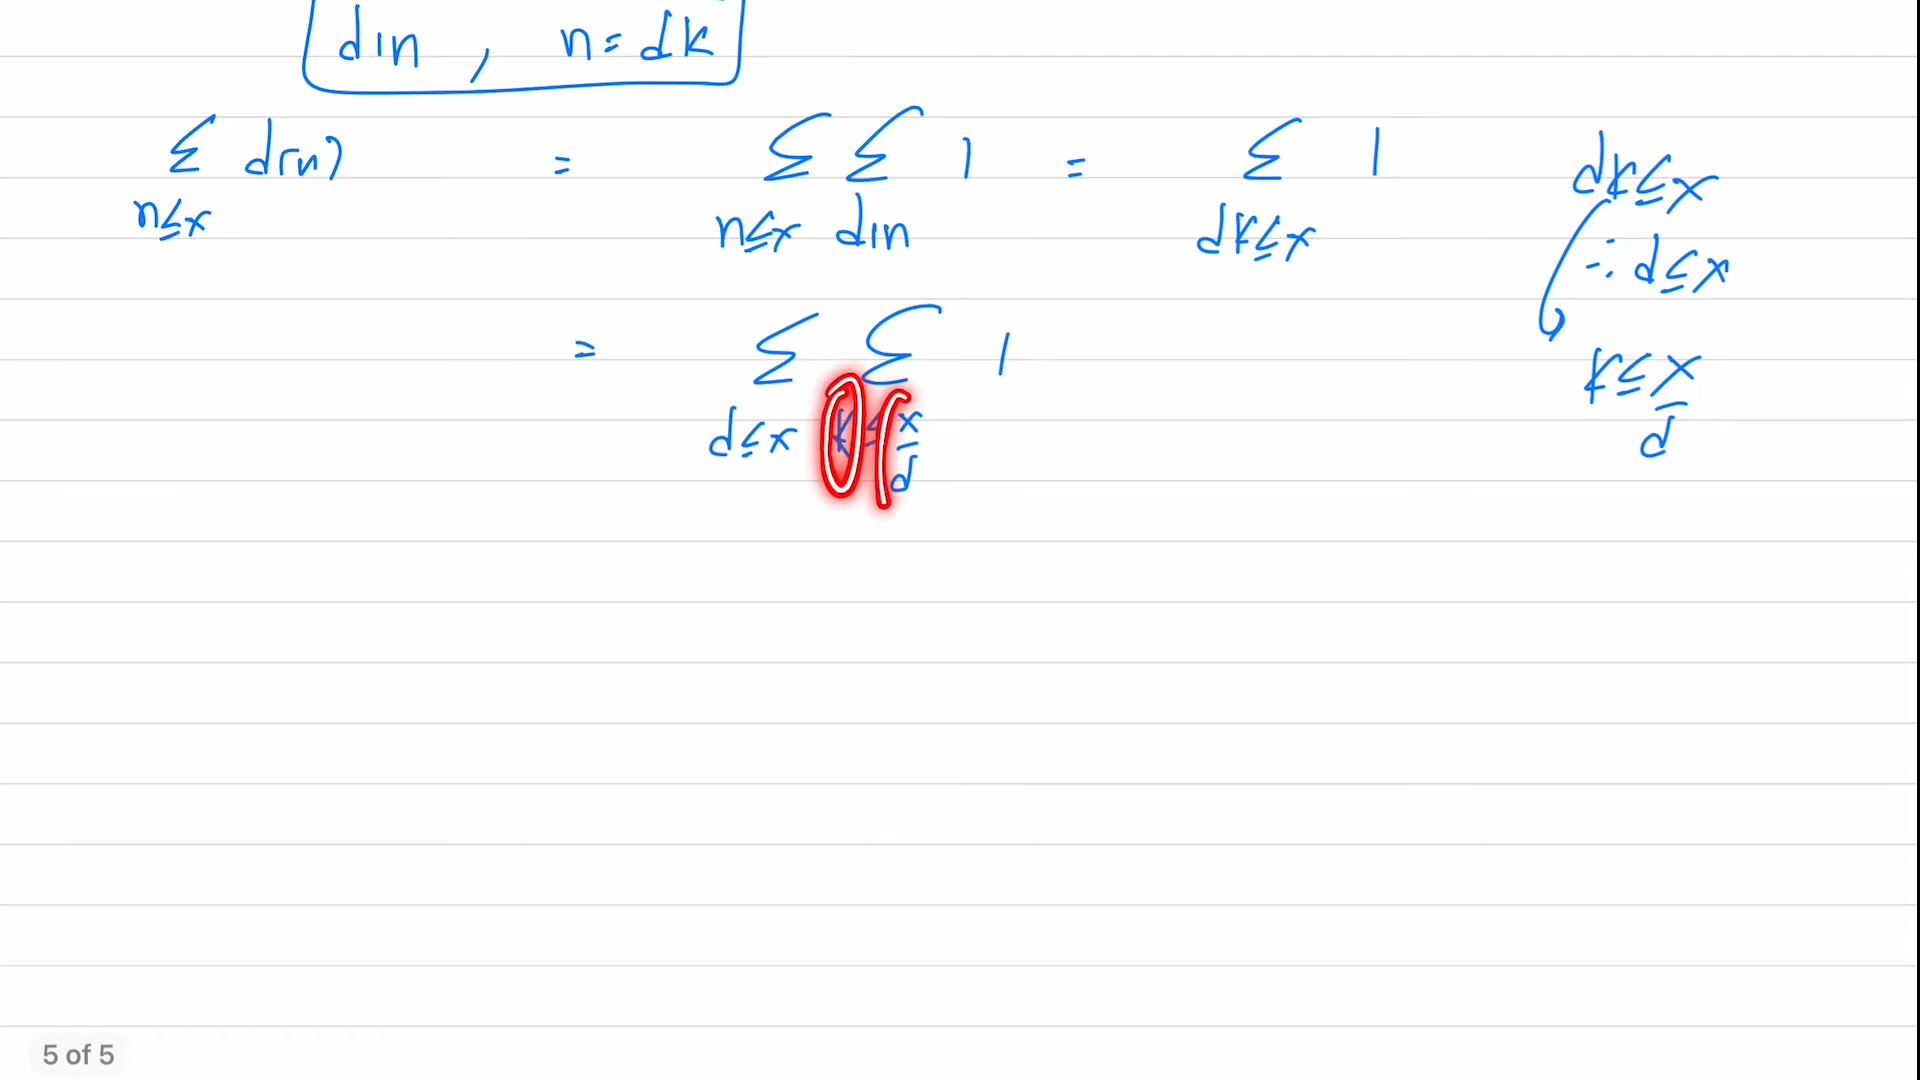 d|n , n = dk
Σ d(n) = Σ Σ 1 = Σ 1 dk ≤ x
n≤x n≤x d|n dk≤x ∴ d ≤ x
= Σ Σ 1 k ≤ x/d
d≤x k≤x/d
5 of 5